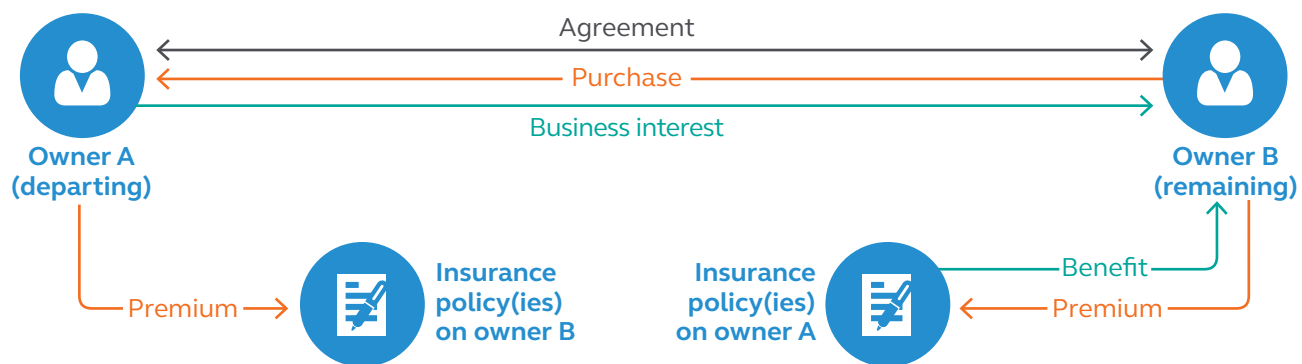 Agreement
Purchase
Business interest
Owner A
(departing)
Owner B
(remaining)
Premium
Insurance
policy(ies)
on owner B
Insurance
policy(ies)
on owner A
Benefit
Premium